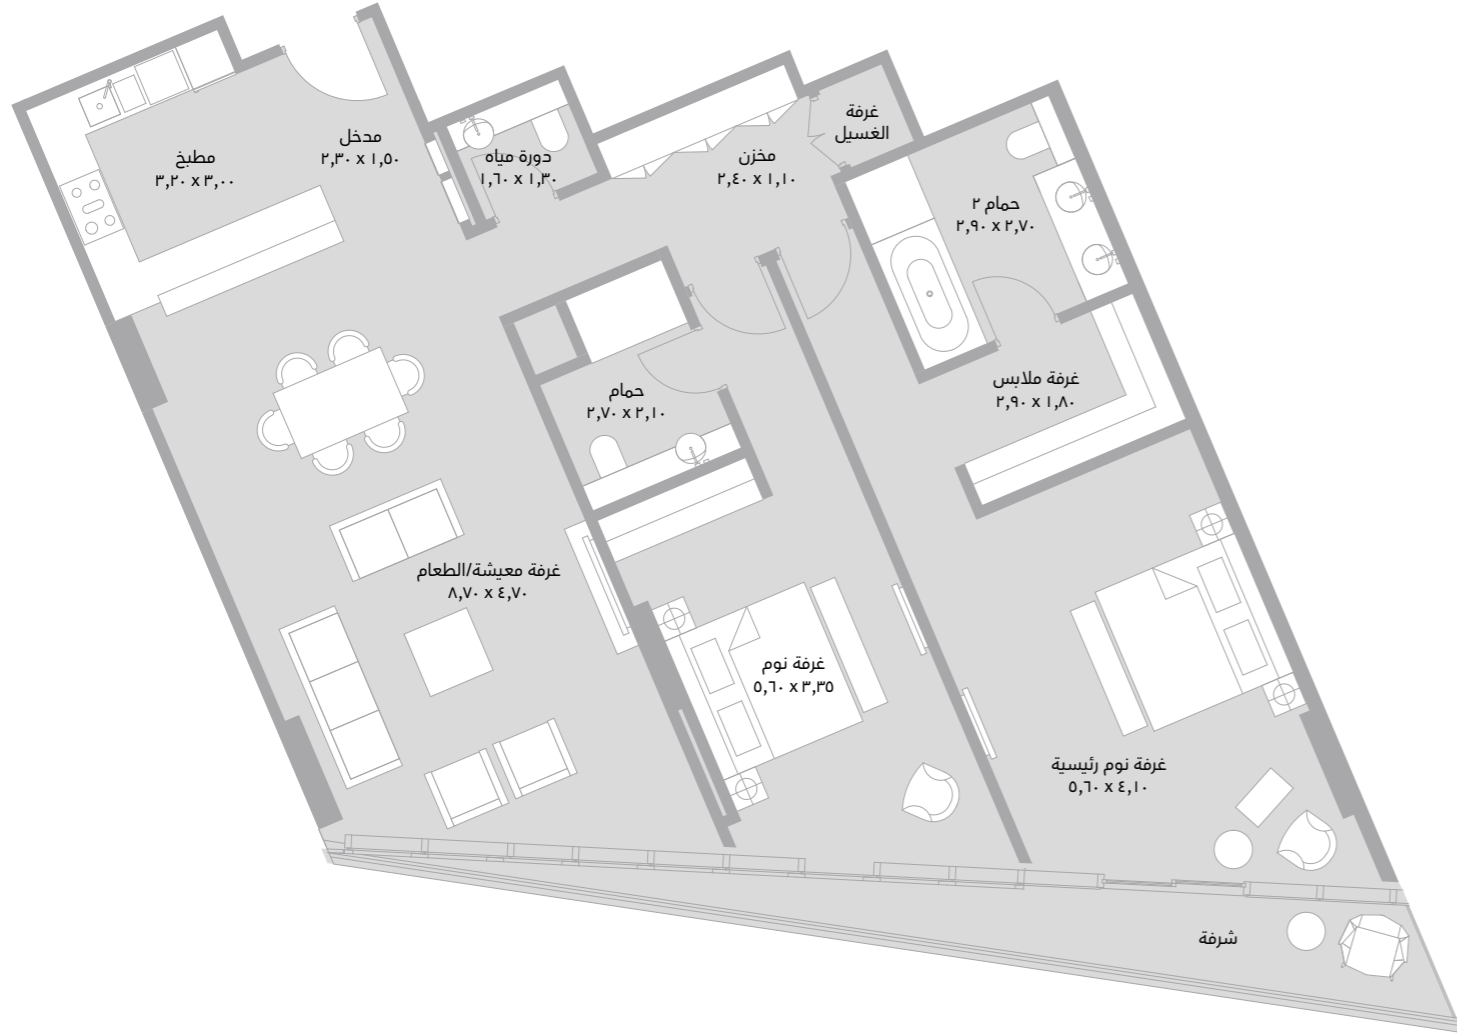 مطبخ
٣,٢٠ x ٣,٠٠
مدخل
٢,٣٠ x ١,٥٠
دورة مياه
١,٦٠ x ١,٣٠
مخزن
٢,٤٠ x ١,١٠
غرفة
الغسيل
حمام ٢
٢,٩٠ x ٢,٧٠
غرفة ملابس
٢,٩٠ x ١,٨٠
حمام
٢,٧٠ x ٢,١٠
غرفة معيشة/الطعام
٨,٧٠ x ٤,٧٠
غرفة نوم
٥,٦٠ x ٣,٣٥
غرفة نوم رئيسية
٥,٦٠ x ٤,١٠
شرفة